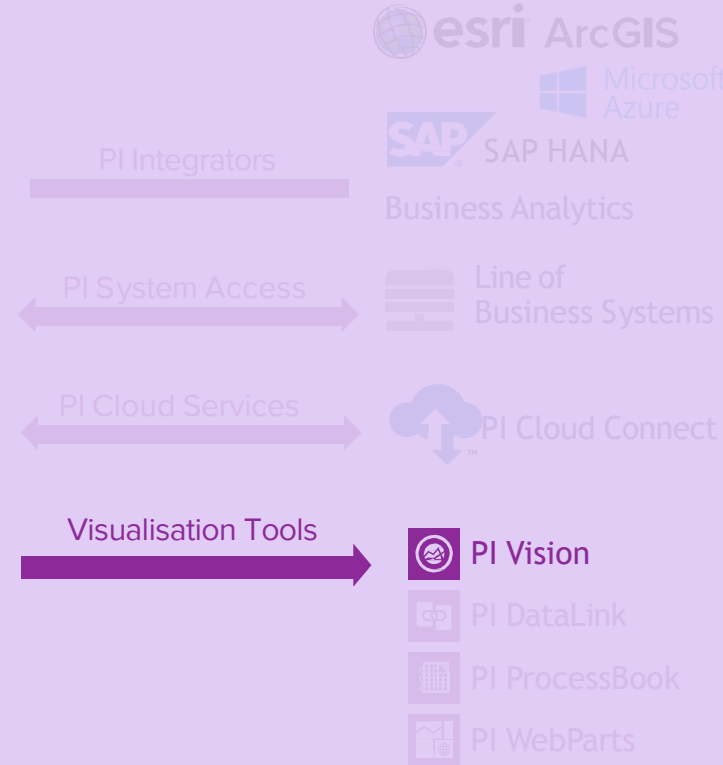 esri ArcGIS
Microsoft
Azure
SAP ® SAP HANA
PI Integrators
Business Analytics
PI System Access
Line of
Business Systems
PI Cloud Services
PI Cloud Connect
TM
Visualisation Tools
PI Vision
PI DataLink
PI ProcessBook
PI WebParts